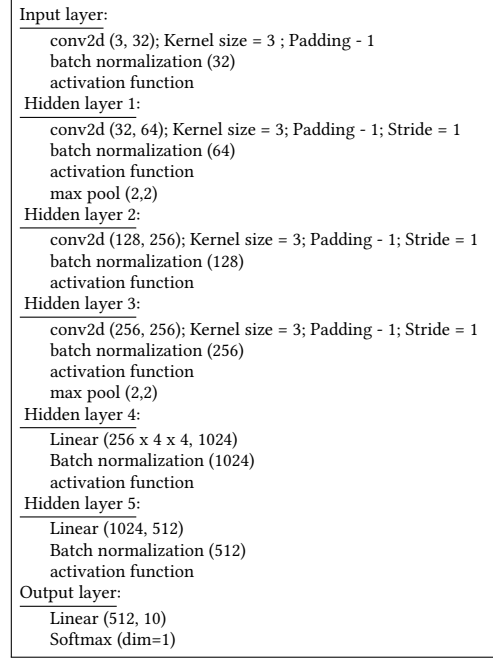 Input layer:
conv2d (3, 32); Kernel size = 3 ; Padding - 1
batch normalization (32)
activation function
Hidden layer 1:
conv2d (32, 64); Kernel size = 3; Padding - 1; Stride = 1
batch normalization (64)
activation function
max pool (2,2)
Hidden layer 2:
conv2d (128, 256); Kernel size = 3; Padding - 1; Stride = 1
batch normalization (128)
activation function
Hidden layer 3:
conv2d (256, 256); Kernel size = 3; Padding - 1; Stride = 1
batch normalization (256)
activation function
max pool (2,2)
Hidden layer 4:
Linear (256 x 4 x 4, 1024)
Batch normalization (1024)
activation function
Hidden layer 5:
Linear (1024, 512)
Batch normalization (512)
activation function
Output layer:
Linear (512, 10)
Softmax (dim=1)